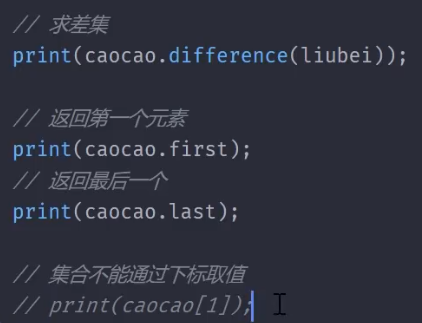 // 求差集
print(caocao.difference(liubei));
// 返回第一个元素
print(caocao.first);
// 返回最后一个
print(caocao.last);
// 集合不能通过下标取值
// print(caocao[1]);